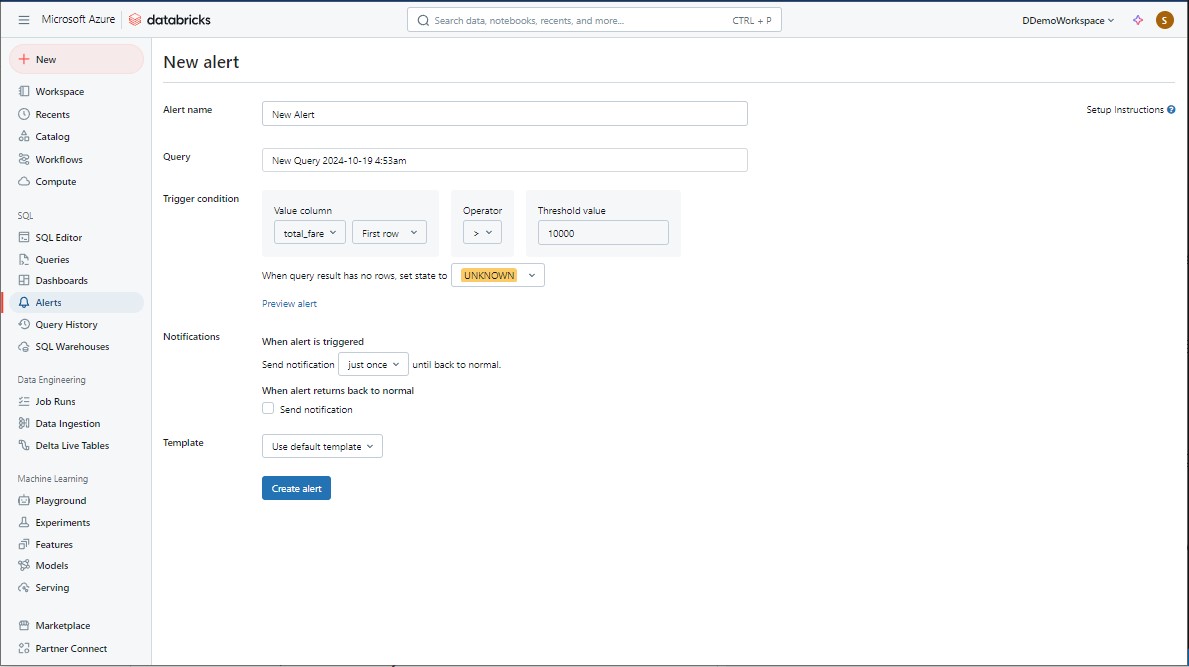 Microsoft Azure databricks Search data, notebooks, recents, and more... CTRL + P DDemoWorkspace S
New
Workspace
Recents
Catalog
Workflows
Compute
SQL
SQL Editor
Queries
Dashboards
Alerts
Query History
SQL Warehouses
Data Engineering
Job Runs
Data Ingestion
Delta Live Tables
Machine Learning
Playground
Experiments
Features
Models
Serving
Marketplace
Partner Connect
New alert
Alert name New Alert Setup Instructions ?
Query New Query 2024-10-19 4:53am
Trigger condition
Value column Operator Threshold value
total_fare First row > 10000
When query result has no rows, set state to UNKNOWN
Preview alert
Notifications
When alert is triggered
Send notification just once until back to normal.
When alert returns back to normal
Send notification
Template Use default template
Create alert